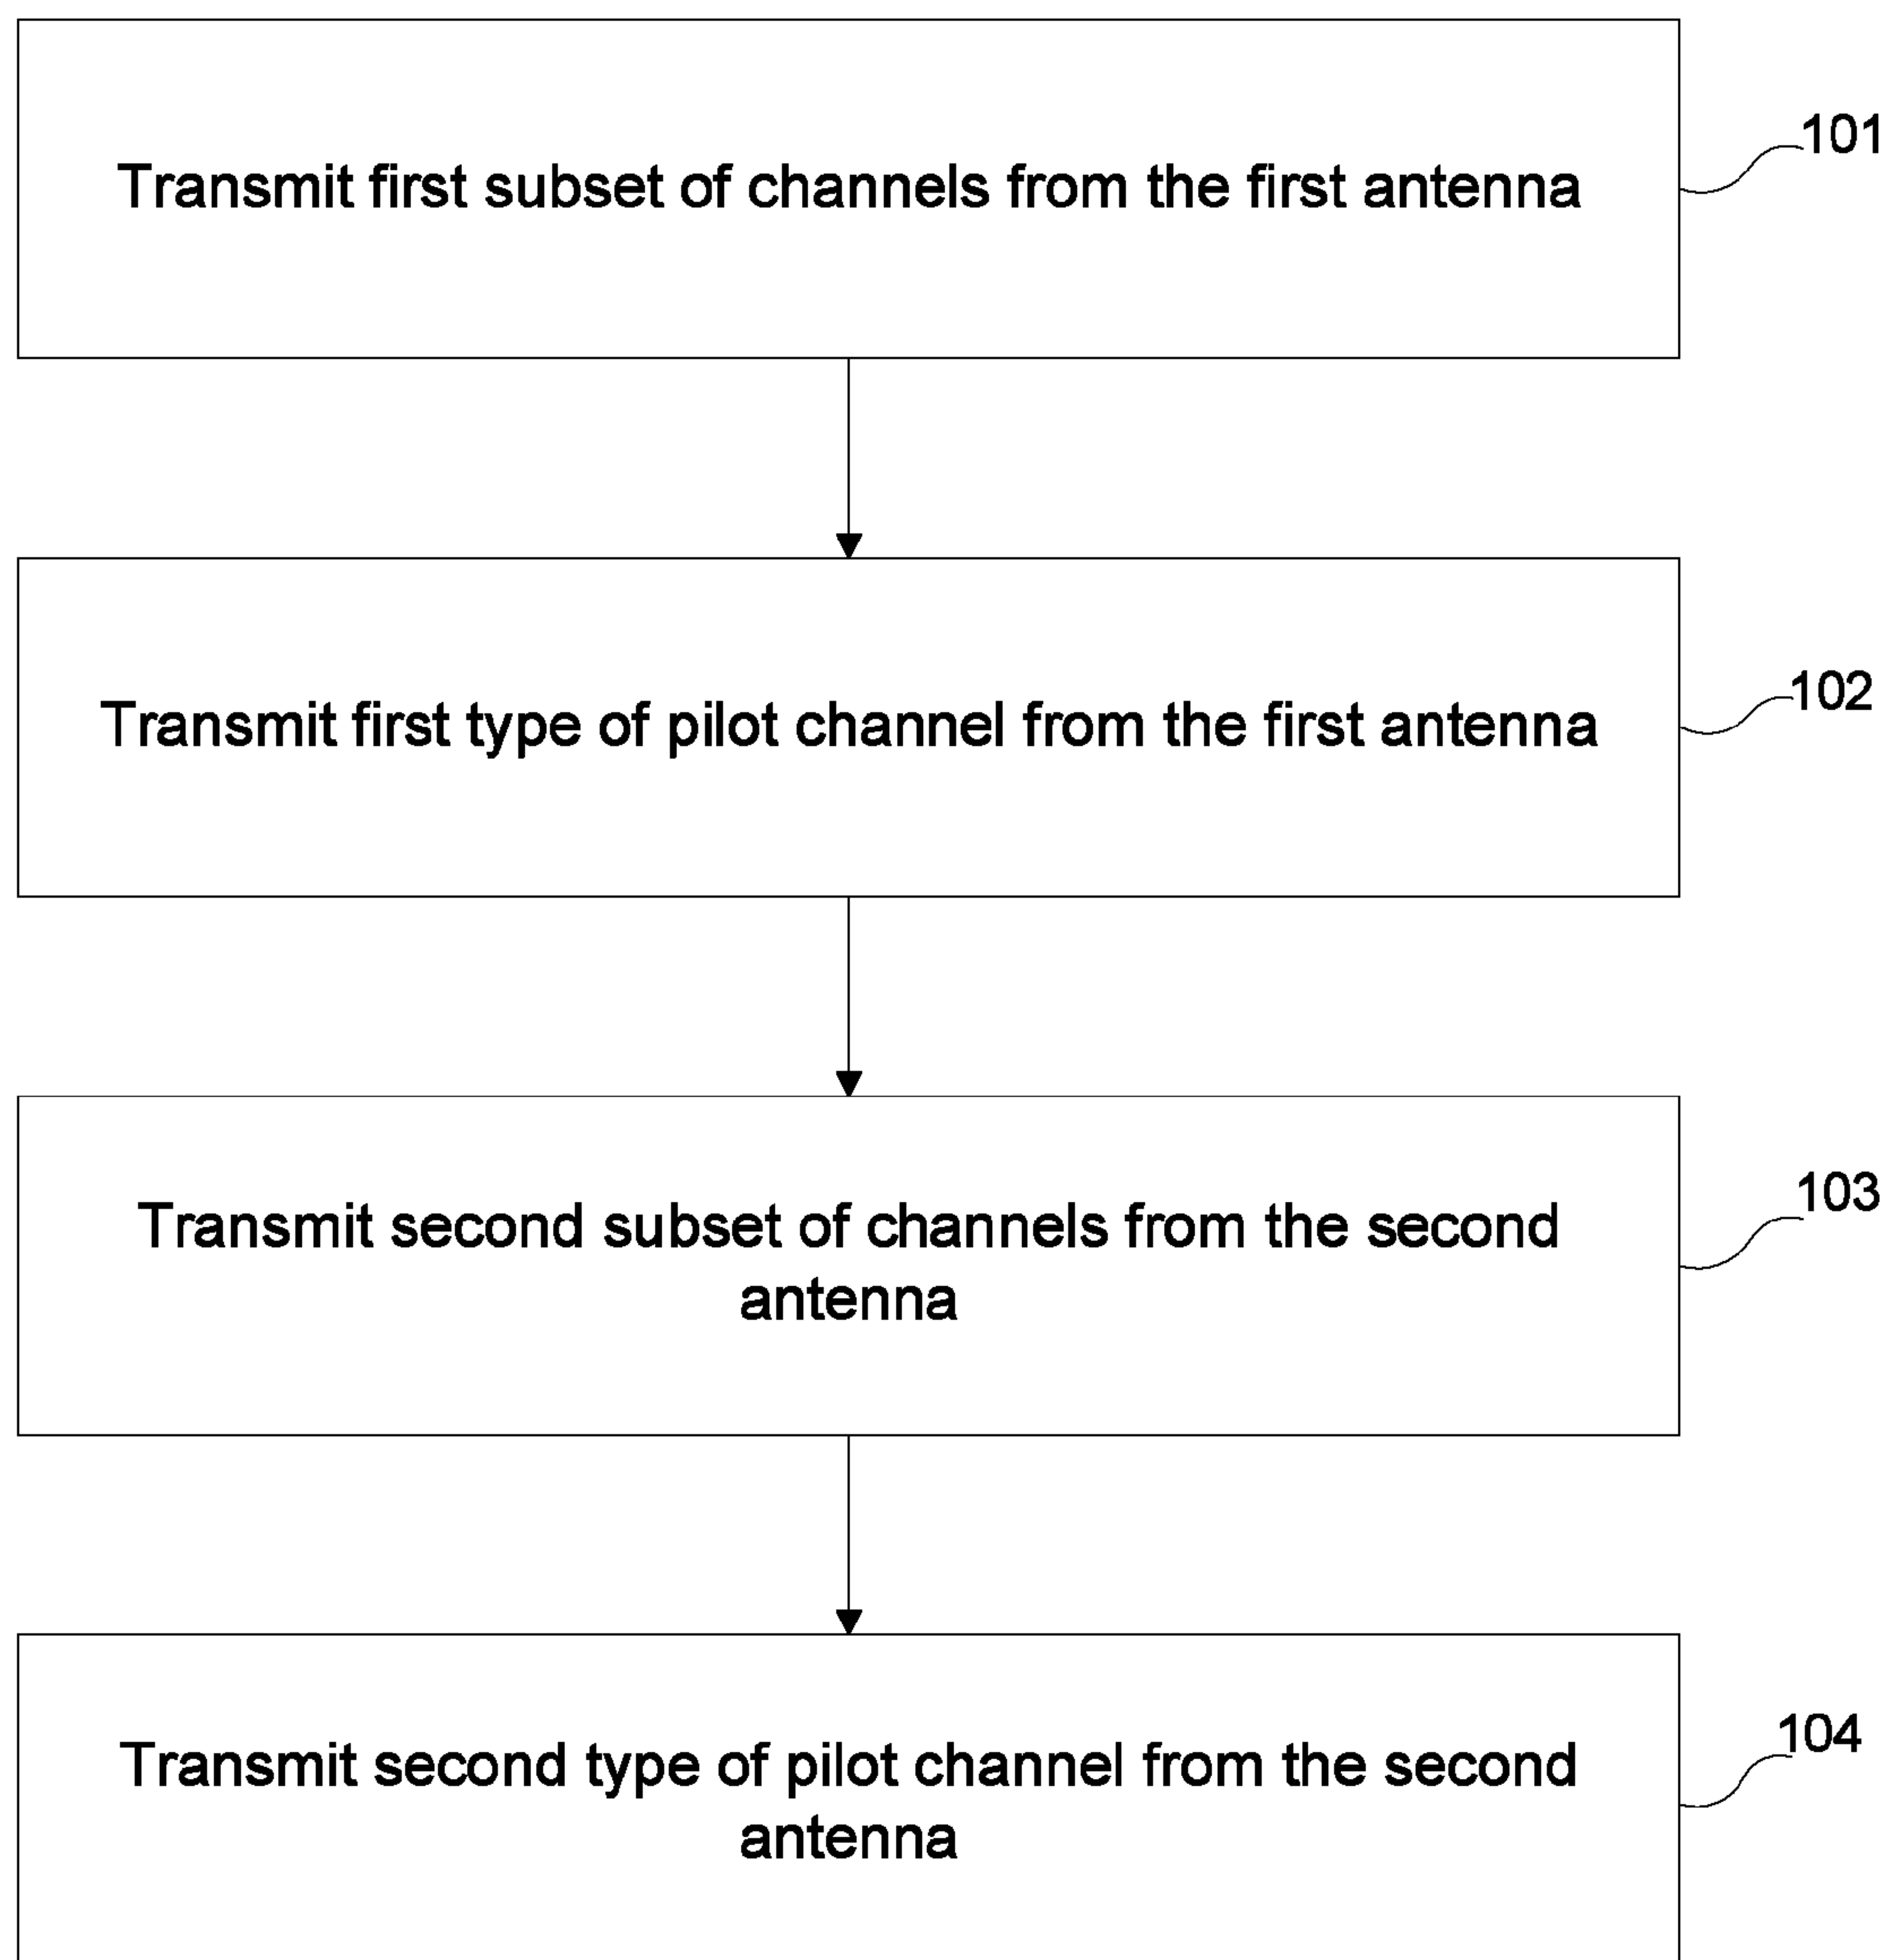 Transmit first subset of channels from the first antenna
101
Transmit first type of pilot channel from the first antenna
102
Transmit second subset of channels from the second
antenna
103
Transmit second type of pilot channel from the second
antenna
104